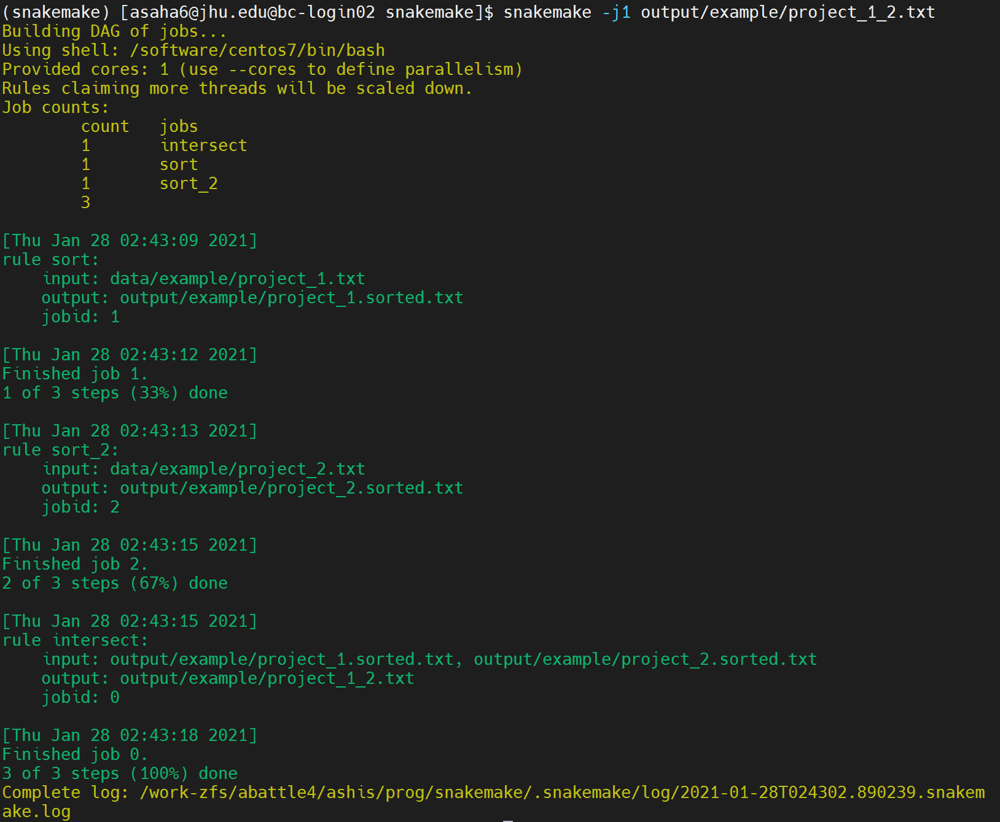 (snakemake) [asaha6@jhu.edu@bc-login02 snakemake]$ snakemake -j1 output/example/project_1_2.txt
Building DAG of jobs...
Using shell: /software/centos7/bin/bash
Provided cores: 1 (use --cores to define parallelism)
Rules claiming more threads will be scaled down.
Job counts:
        count   jobs
        1       intersect
        1       sort
        1       sort_2
        3

[Thu Jan 28 02:43:09 2021]
rule sort:
    input: data/example/project_1.txt
    output: output/example/project_1.sorted.txt
    jobid: 1

[Thu Jan 28 02:43:12 2021]
Finished job 1.
1 of 3 steps (33%) done

[Thu Jan 28 02:43:13 2021]
rule sort_2:
    input: data/example/project_2.txt
    output: output/example/project_2.sorted.txt
    jobid: 2

[Thu Jan 28 02:43:15 2021]
Finished job 2.
2 of 3 steps (67%) done

[Thu Jan 28 02:43:15 2021]
rule intersect:
    input: output/example/project_1.sorted.txt, output/example/project_2.sorted.txt
    output: output/example/project_1_2.txt
    jobid: 0

[Thu Jan 28 02:43:18 2021]
Finished job 0.
3 of 3 steps (100%) done
Complete log: /work-zfs/abattle4/ashis/prog/snakemake/.snakemake/log/2021-01-28T024302.890239.snakem
ake.log